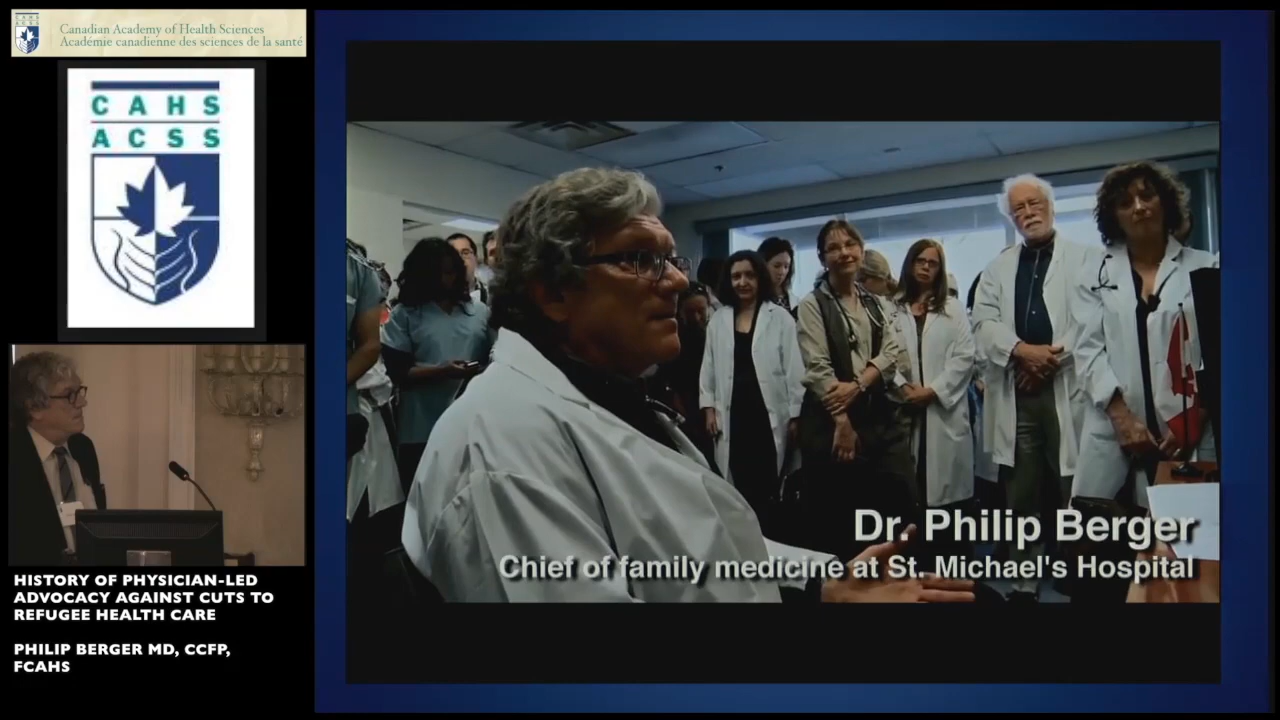 Canadian Academy of Health Sciences
Académie canadienne des sciences de la santé
CAHS
ACSS
HISTORY OF PHYSICIAN-LED
ADVOCACY AGAINST CUTS TO
REFUGEE HEALTH CARE
PHILIP BERGER MD, CCFP,
FCAHS
Dr. Philip Berger
Chief of family medicine at St. Michael's Hospital